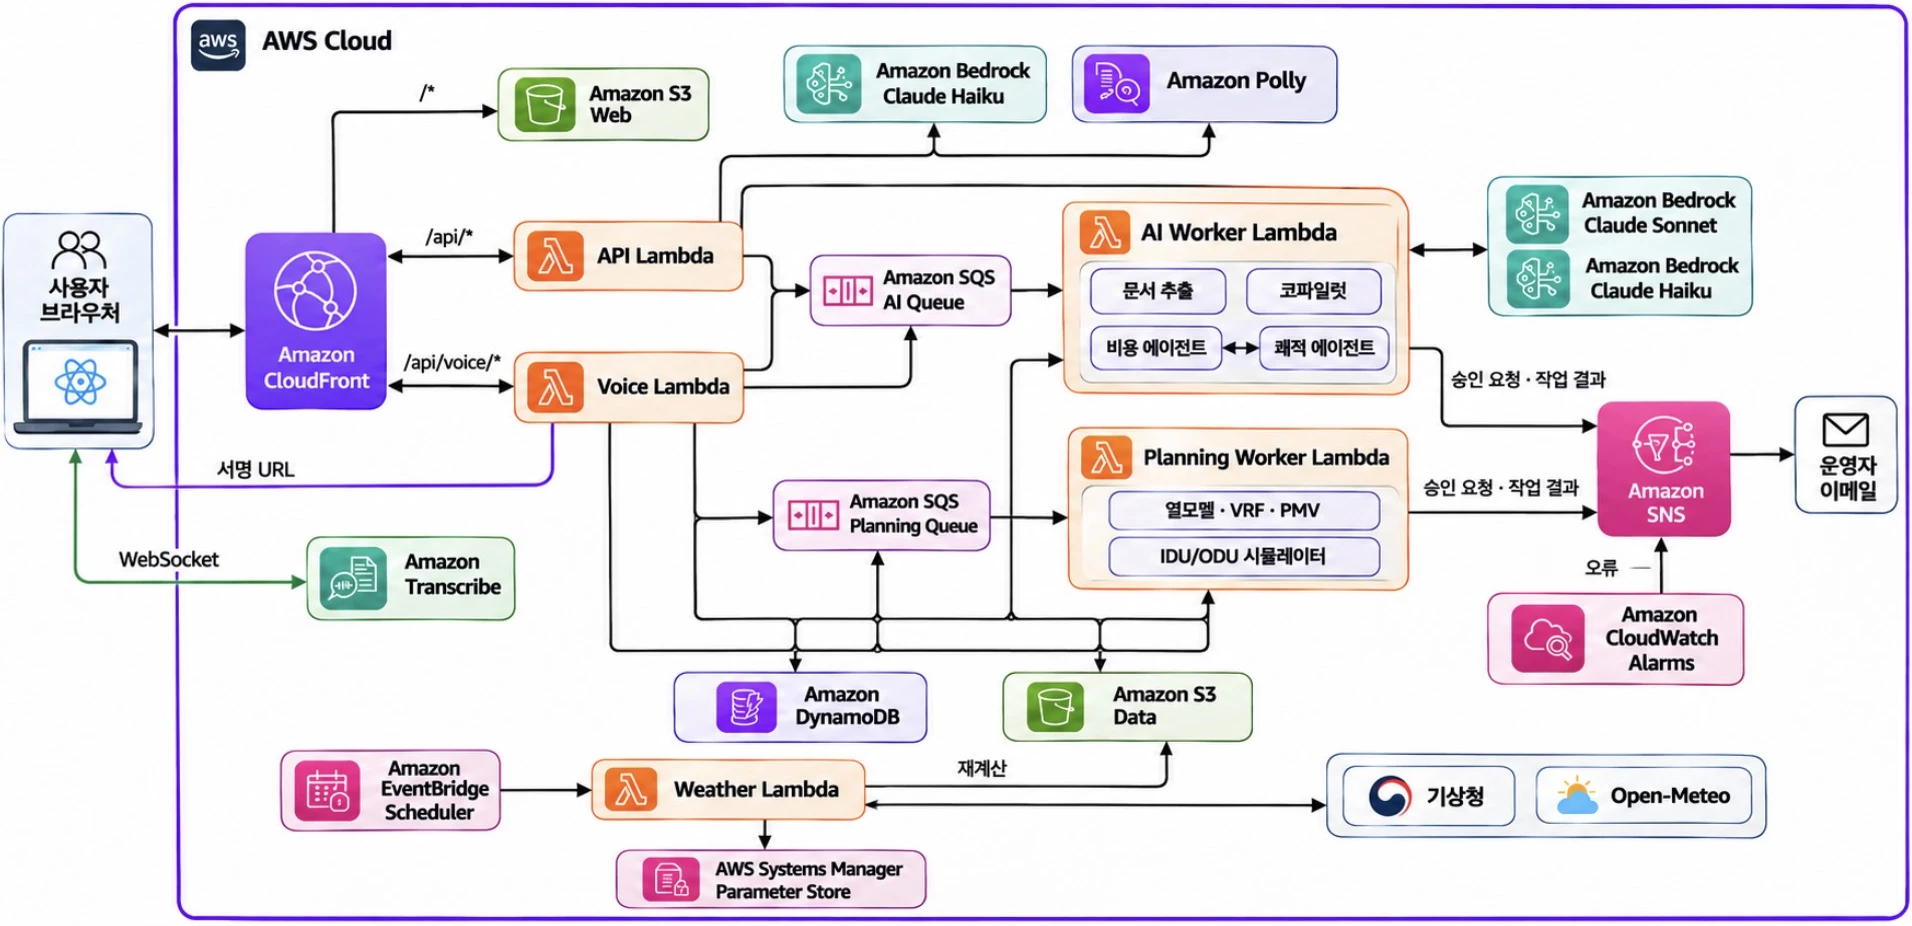 aws
AWS Cloud
/*
Amazon S3
Web
Amazon Bedrock
Claude Haiku
Amazon Polly
사용자
브라우처
Amazon
CloudFront
/api/*
API Lambda
/api/voice/*
Voice Lambda
Amazon SQS
AI Queue
AI Worker Lambda
문서 추출
코파일럿
비용 에이전트
쾌적 에이전트
Amazon Bedrock
Claude Sonnet
Amazon Bedrock
Claude Haiku
승인 요청 · 작업 결과
서명 URL
WebSocket
Amazon
Transcribe
Amazon SQS
Planning Queue
Planning Worker Lambda
열모멜 · VRF · PMV
IDU/ODU 시뮬레이터
승인 요청 · 작업 결과
Amazon
SNS
운영자
이메일
오류
Amazon
CloudWatch
Alarms
Amazon
DynamoDB
Amazon S3
Data
Amazon
EventBridge
Scheduler
Weather Lambda
재계산
기상청
Open-Meteo
AWS Systems Manager
Parameter Store